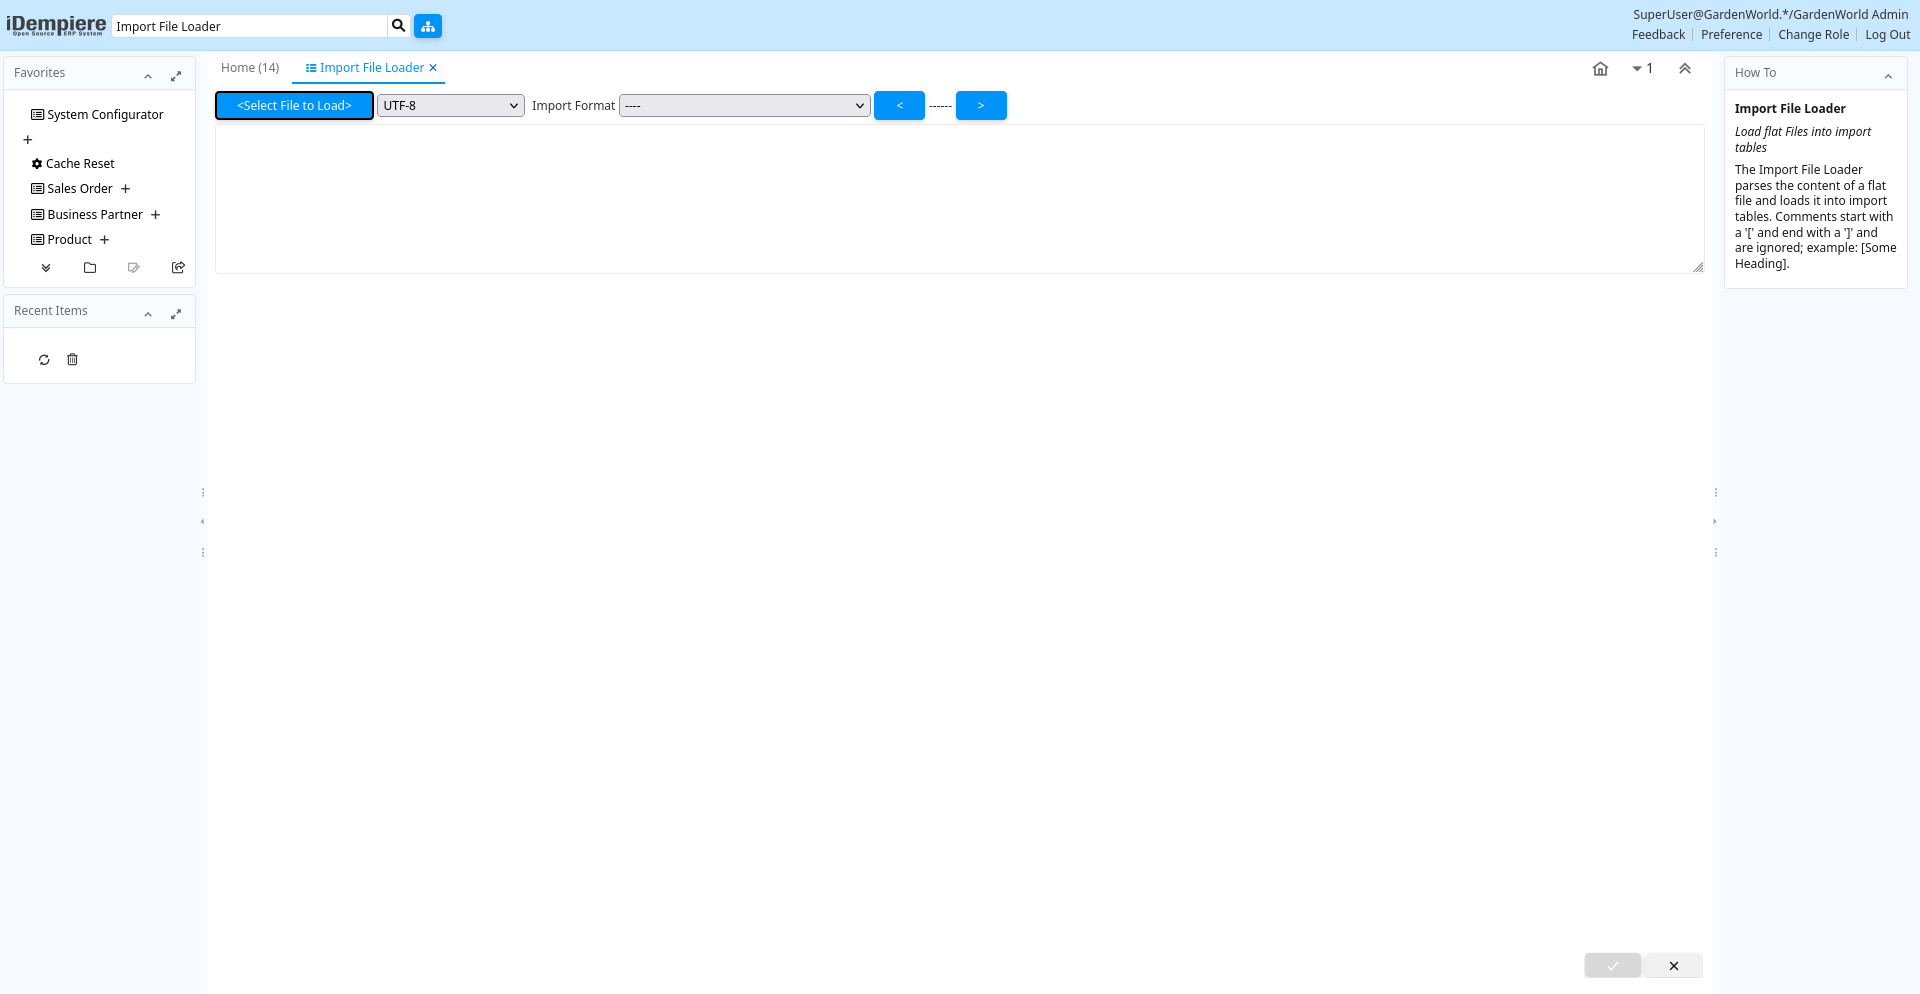 iDempiere
Open Source ERP System
Import File Loader
SuperUser@GardenWorld.*/GardenWorld Admin
Feedback
Preference
Change Role
Log Out
Favorites
System Configurator
Cache Reset
Sales Order
Business Partner
Product
Recent Items
Home (14)
Import File Loader
1
<Select File to Load>
UTF-8
Import Format
----
<
------
>
How To
Import File Loader
Load flat Files into import
tables
The Import File Loader
parses the content of a flat
file and loads it into import
tables. Comments start with
a '[' and end with a ']' and
are ignored; example: [Some
Heading].